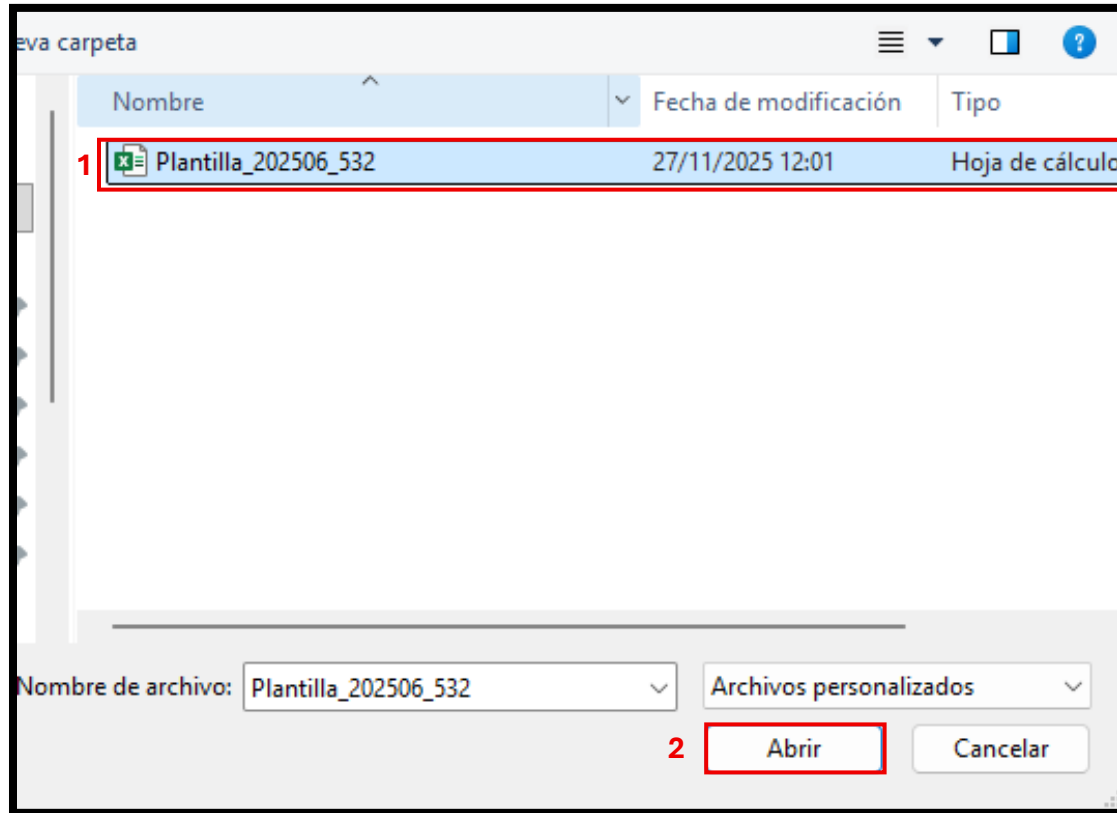 eva carpeta
?
Nombre Fecha de modificación Tipo
1 Plantilla_202506_532 27/11/2025 12:01 Hoja de cálculo
Nombre de archivo: Plantilla_202506_532 Archivos personalizados
2 Abrir Cancelar